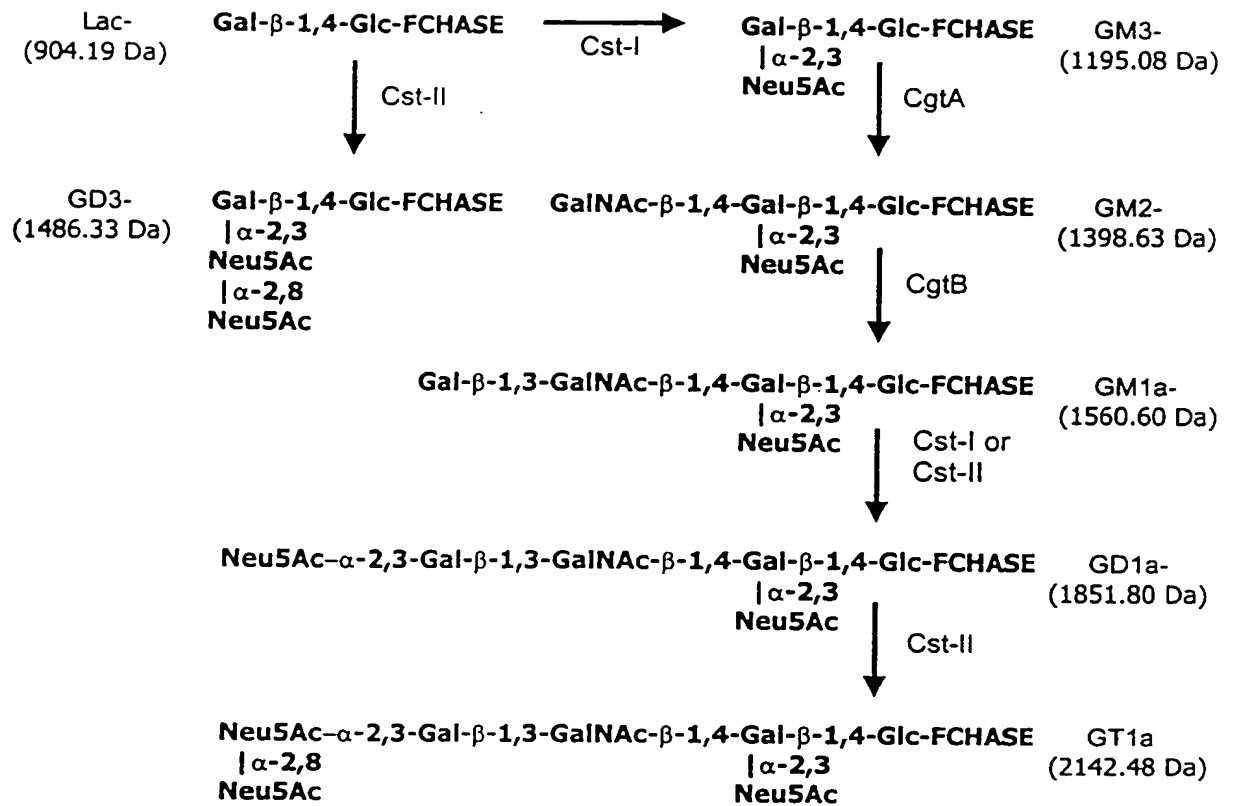 Lac-
(904.19 Da)
Gal-β-1,4-Glc-FCHASE
Cst-I
Gal-β-1,4-Glc-FCHASE
|α-2,3
Neu5Ac
GM3-
(1195.08 Da)
Cst-II
CgtA
GD3-
(1486.33 Da)
Gal-β-1,4-Glc-FCHASE
|α-2,3
Neu5Ac
|α-2,8
Neu5Ac
GalNAc-β-1,4-Gal-β-1,4-Glc-FCHASE
|α-2,3
Neu5Ac
GM2-
(1398.63 Da)
CgtB
Gal-β-1,3-GalNAc-β-1,4-Gal-β-1,4-Glc-FCHASE
|α-2,3
Neu5Ac
GM1a-
(1560.60 Da)
Cst-I or
Cst-II
Neu5Ac–α-2,3-Gal-β-1,3-GalNAc-β-1,4-Gal-β-1,4-Glc-FCHASE
|α-2,3
Neu5Ac
GD1a-
(1851.80 Da)
Cst-II
Neu5Ac–α-2,3-Gal-β-1,3-GalNAc-β-1,4-Gal-β-1,4-Glc-FCHASE
|α-2,8 |α-2,3
Neu5Ac Neu5Ac
GT1a
(2142.48 Da)